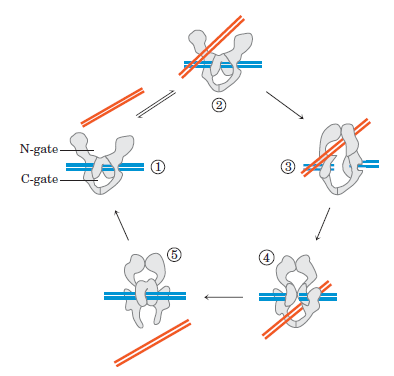 ②
N-gate
①
③
C-gate
⑤
④